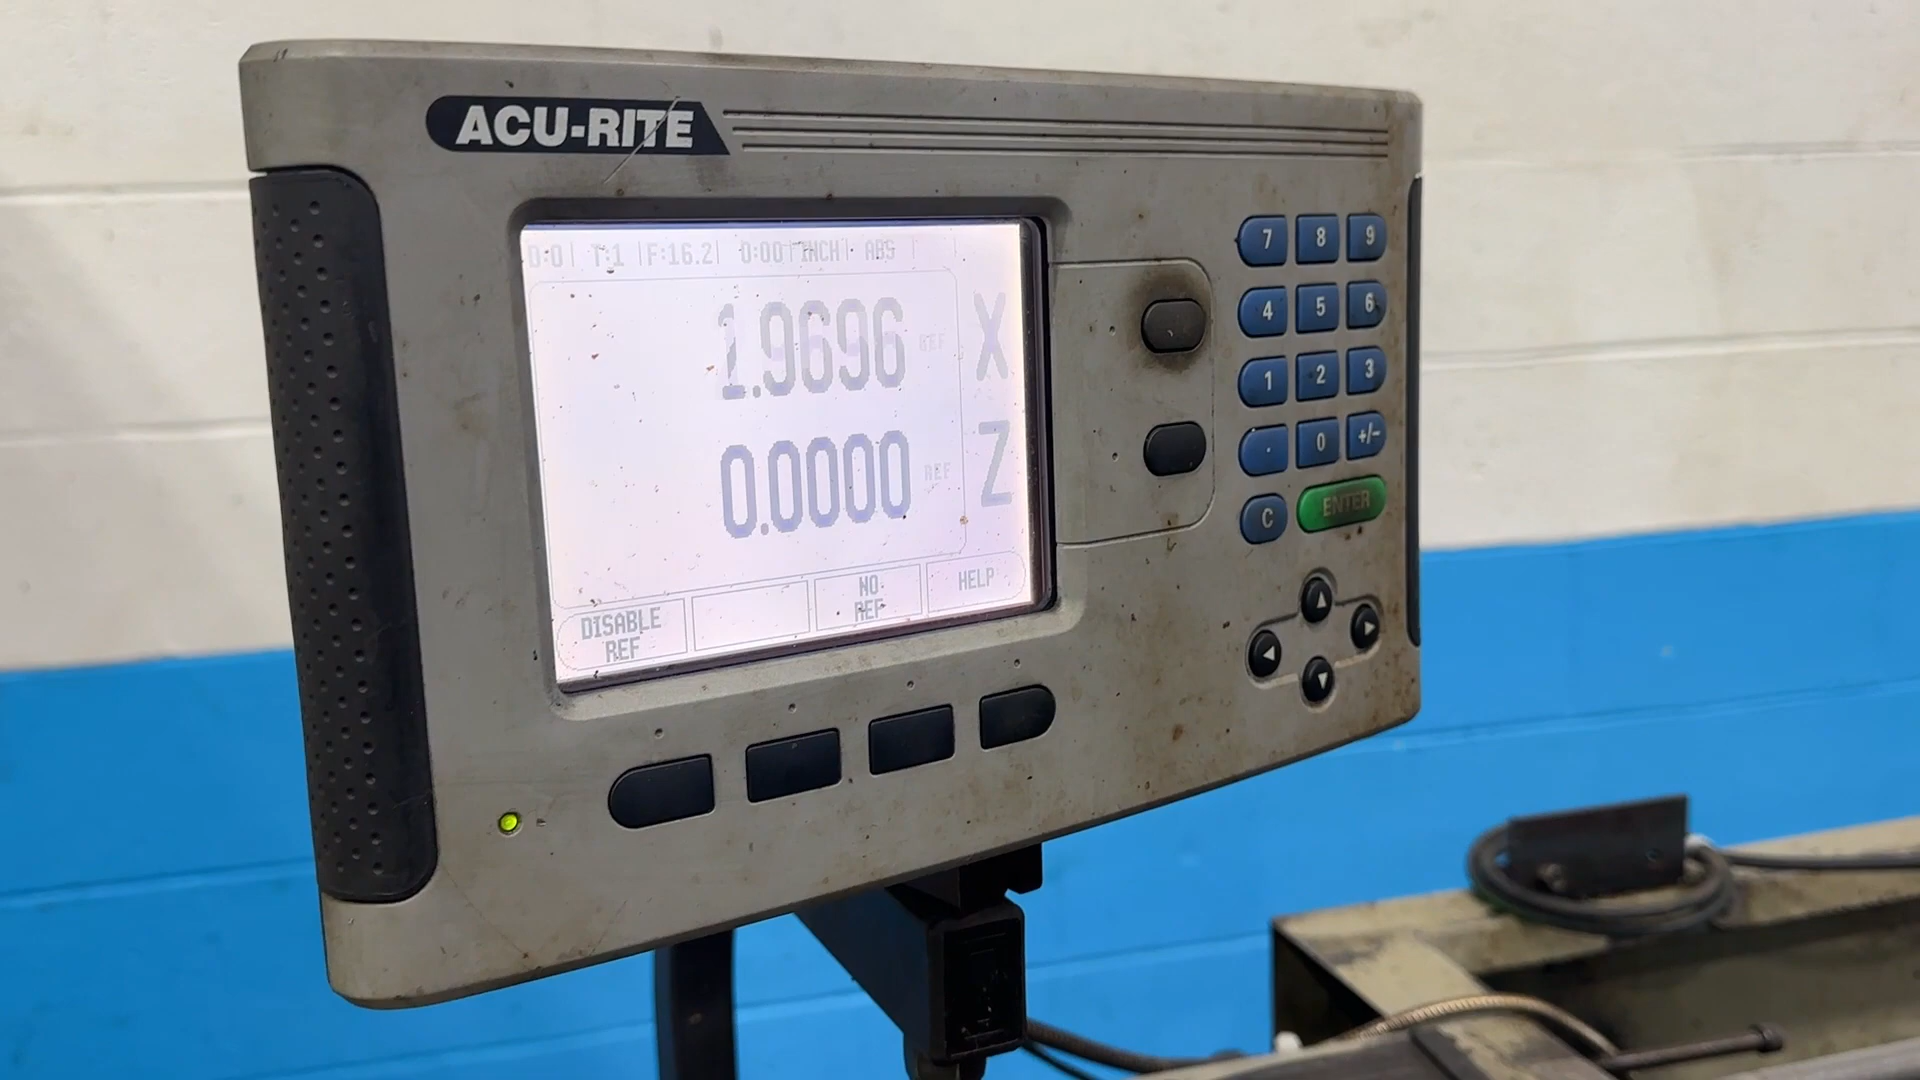 ACU-RITE
D:0 T:1 F:16.2 0:00 INCH ABS
1.9696 REF X
0.0000 REF Z
DISABLE REF
NO REF
HELP
7 8 9
4 5 6
1 2 3
. 0 +/-
C ENTER